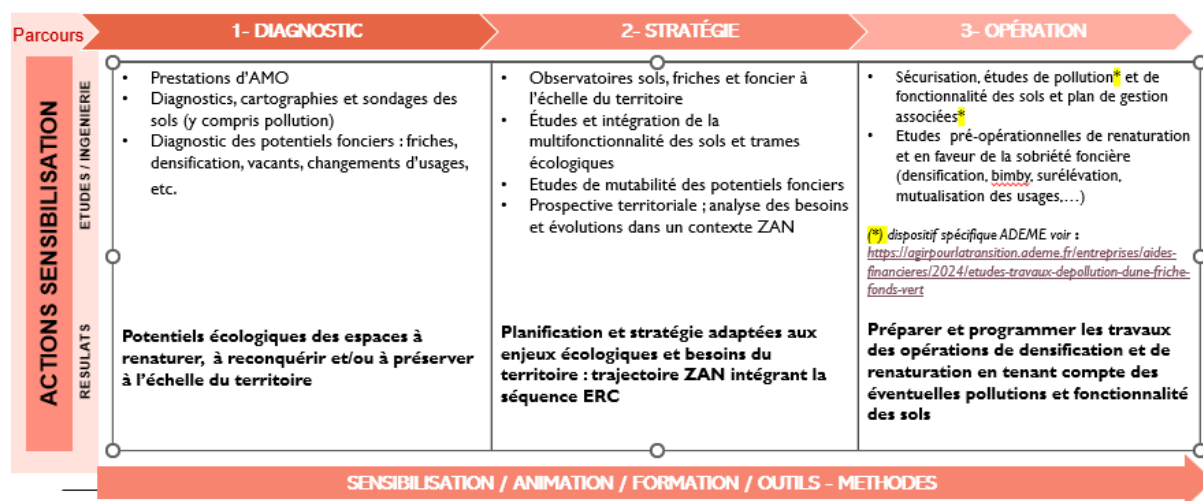 Parcours
1- DIAGNOSTIC
2- STRATÉGIE
3- OPÉRATION
ACTIONS SENSIBILISATION
ETUDES / INGENIERIE
• Prestations d'AMO
• Diagnostics, cartographies et sondages des
sols (y compris pollution)
• Diagnostic des potentiels fonciers : friches,
densification, vacants, changements d'usages,
etc.
• Observatoires sols, friches et foncier à
l'échelle du territoire
• Études et intégration de la
multifonctionnalité des sols et trames
écologiques
• Etudes de mutabilité des potentiels fonciers
• Prospective territoriale ; analyse des besoins
et évolutions dans un contexte ZAN
• Sécurisation, études de pollution* et de
fonctionnalité des sols et plan de gestion
associées*
• Etudes pré-opérationnelles de renaturation
et en faveur de la sobriété foncière
(densification, bimby, surélévation,
mutualisation des usages,…)
(*) dispositif spécifique ADEME voir :
https://agirpourlatransition.ademe.fr/entreprises/aides-
financieres/2024/etudes-travaux-depollution-dune-friche-
fonds-vert
RESULATS
Potentiels écologiques des espaces à
renaturer, à reconquérir et/ou à préserver
à l'échelle du territoire
Planification et stratégie adaptées aux
enjeux écologiques et besoins du
territoire : trajectoire ZAN intégrant la
séquence ERC
Préparer et programmer les travaux
des opérations de densification et de
renaturation en tenant compte des
éventuelles pollutions et fonctionnalité
des sols
SENSIBILISATION / ANIMATION / FORMATION / OUTILS - METHODES